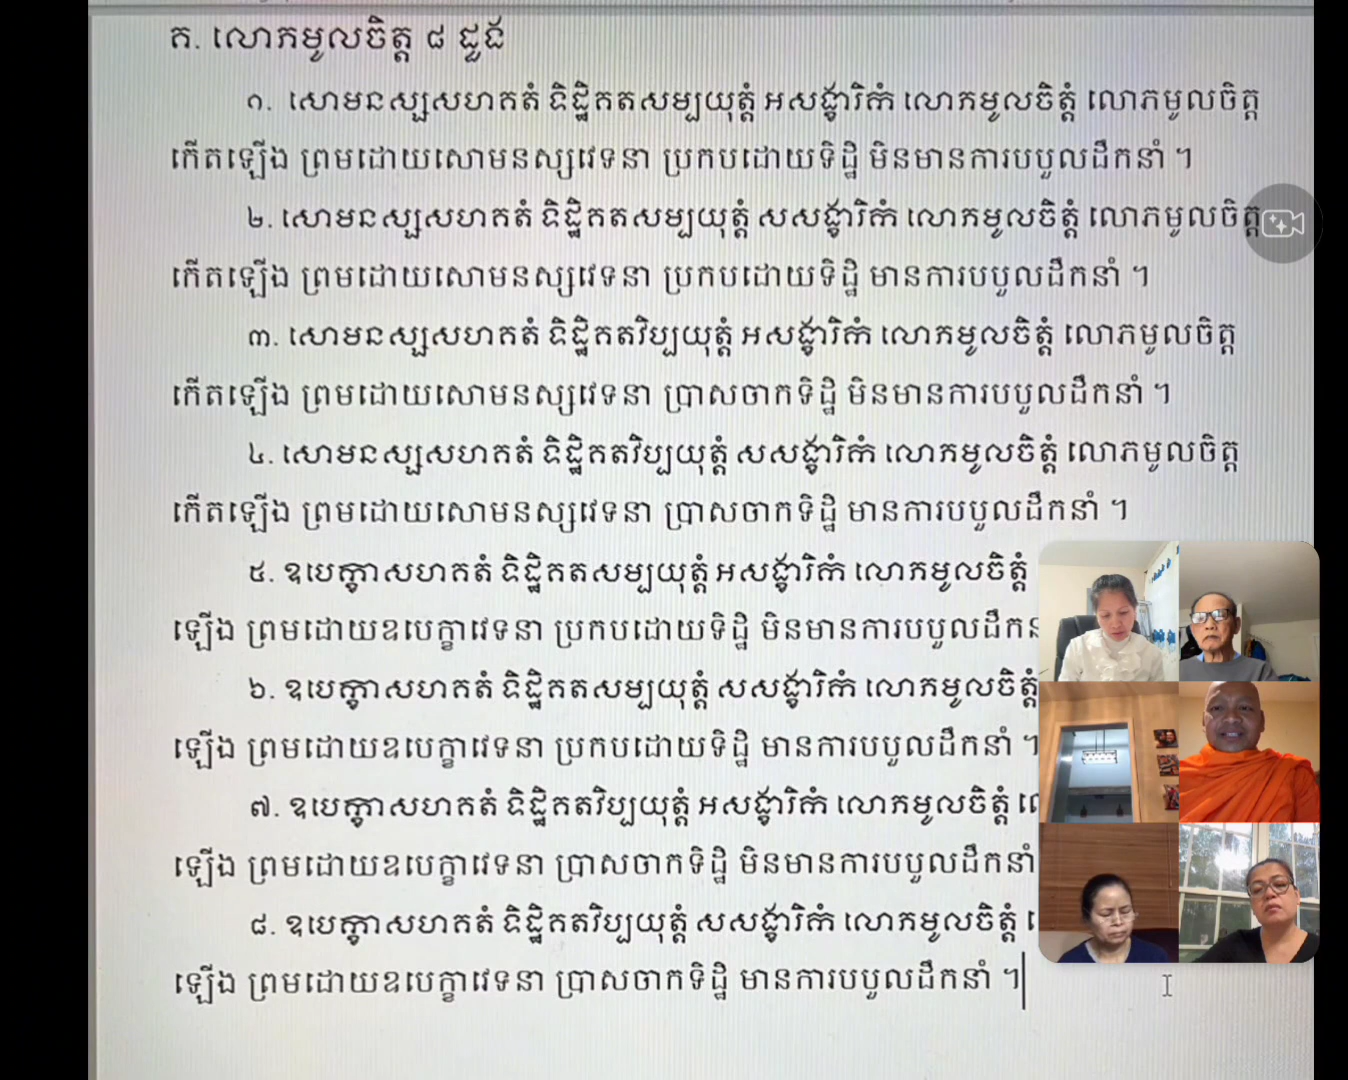 គ. លោភមូលចិត្ត ៨ ដួង
១. សោមនស្សសហគតំ ទិដ្ឋិគតសម្បយុត្តំ អសង្ខារិកំ លោភមូលចិត្តំ លោភមូលចិត្ត
កើតឡើង ព្រមដោយសោមនស្សវេទនា ប្រកបដោយទិដ្ឋិ មិនមានការបបួលដឹកនាំ ។
២. សោមនស្សសហគតំ ទិដ្ឋិគតសម្បយុត្តំ សសង្ខារិកំ លោភមូលចិត្តំ លោភមូលចិត្ត
កើតឡើង ព្រមដោយសោមនស្សវេទនា ប្រកបដោយទិដ្ឋិ មានការបបួលដឹកនាំ ។
៣. សោមនស្សសហគតំ ទិដ្ឋិគតវិប្បយុត្តំ អសង្ខារិកំ លោភមូលចិត្តំ លោភមូលចិត្ត
កើតឡើង ព្រមដោយសោមនស្សវេទនា ប្រាសចាកទិដ្ឋិ មិនមានការបបួលដឹកនាំ ។
៤. សោមនស្សសហគតំ ទិដ្ឋិគតវិប្បយុត្តំ សសង្ខារិកំ លោភមូលចិត្តំ លោភមូលចិត្ត
កើតឡើង ព្រមដោយសោមនស្សវេទនា ប្រាសចាកទិដ្ឋិ មានការបបួលដឹកនាំ ។
៥. ឧបេក្ខាសហគតំ ទិដ្ឋិគតសម្បយុត្តំ អសង្ខារិកំ លោភមូលចិត្តំ
ឡើង ព្រមដោយឧបេក្ខាវេទនា ប្រកបដោយទិដ្ឋិ មិនមានការបបួលដឹកន
៦. ឧបេក្ខាសហគតំ ទិដ្ឋិគតសម្បយុត្តំ សសង្ខារិកំ លោភមូលចិត្តំ
ឡើង ព្រមដោយឧបេក្ខាវេទនា ប្រកបដោយទិដ្ឋិ មានការបបួលដឹកនាំ ។
៧. ឧបេក្ខាសហគតំ ទិដ្ឋិគតវិប្បយុត្តំ អសង្ខារិកំ លោភមូលចិត្តំ
ឡើង ព្រមដោយឧបេក្ខាវេទនា ប្រាសចាកទិដ្ឋិ មិនមានការបបួលដឹកនាំ
៨. ឧបេក្ខាសហគតំ ទិដ្ឋិគតវិប្បយុត្តំ សសង្ខារិកំ លោភមូលចិត្តំ
ឡើង ព្រមដោយឧបេក្ខាវេទនា ប្រាសចាកទិដ្ឋិ មានការបបួលដឹកនាំ ។